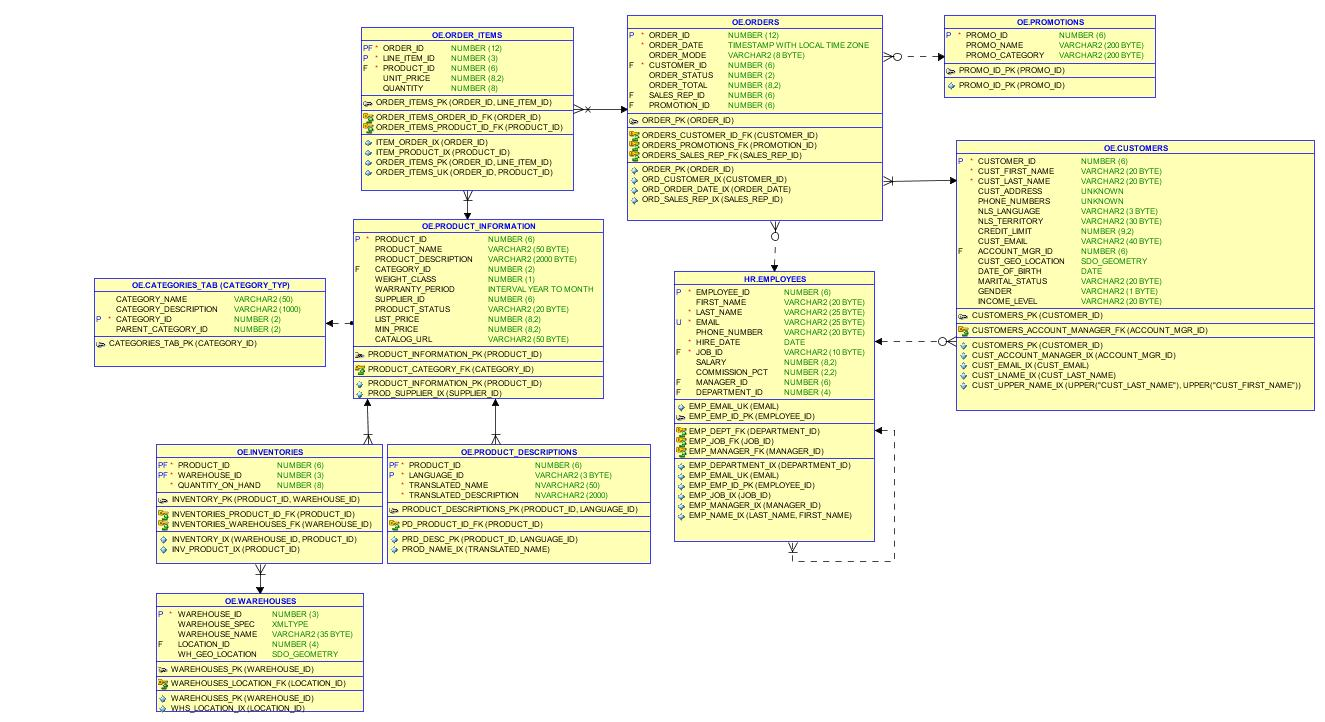 OE.ORDER_ITEMS
PF * ORDER_ID NUMBER (12)
P * LINE_ITEM_ID NUMBER (3)
F * PRODUCT_ID NUMBER (6)
UNIT_PRICE NUMBER (8,2)
QUANTITY NUMBER (8)
ORDER_ITEMS_PK (ORDER_ID, LINE_ITEM_ID)
ORDER_ITEMS_ORDER_ID_FK (ORDER_ID)
ORDER_ITEMS_PRODUCT_ID_FK (PRODUCT_ID)
ITEM_ORDER_IX (ORDER_ID)
ITEM_PRODUCT_IX (PRODUCT_ID)
ORDER_ITEMS_PK (ORDER_ID, LINE_ITEM_ID)
ORDER_ITEMS_UK (ORDER_ID, PRODUCT_ID)
OE.ORDERS
P * ORDER_ID NUMBER (12)
* ORDER_DATE TIMESTAMP WITH LOCAL TIME ZONE
ORDER_MODE VARCHAR2 (8 BYTE)
F * CUSTOMER_ID NUMBER (6)
ORDER_STATUS NUMBER (2)
ORDER_TOTAL NUMBER (8,2)
F SALES_REP_ID NUMBER (6)
F PROMOTION_ID NUMBER (6)
ORDER_PK (ORDER_ID)
ORDERS_CUSTOMER_ID_FK (CUSTOMER_ID)
ORDERS_PROMOTIONS_FK (PROMOTION_ID)
ORDERS_SALES_REP_FK (SALES_REP_ID)
ORDER_PK (ORDER_ID)
ORD_CUSTOMER_IX (CUSTOMER_ID)
ORD_ORDER_DATE_IX (ORDER_DATE)
ORD_SALES_REP_IX (SALES_REP_ID)
OE.PROMOTIONS
P * PROMO_ID NUMBER (6)
PROMO_NAME VARCHAR2 (200 BYTE)
PROMO_CATEGORY VARCHAR2 (200 BYTE)
PROMO_ID_PK (PROMO_ID)
PROMO_ID_PK (PROMO_ID)
OE.CUSTOMERS
P * CUSTOMER_ID NUMBER (6)
* CUST_FIRST_NAME VARCHAR2 (20 BYTE)
* CUST_LAST_NAME VARCHAR2 (20 BYTE)
CUST_ADDRESS UNKNOWN
PHONE_NUMBERS UNKNOWN
NLS_LANGUAGE VARCHAR2 (3 BYTE)
NLS_TERRITORY VARCHAR2 (30 BYTE)
CREDIT_LIMIT NUMBER (9,2)
CUST_EMAIL VARCHAR2 (40 BYTE)
F ACCOUNT_MGR_ID NUMBER (6)
CUST_GEO_LOCATION SDO_GEOMETRY
DATE_OF_BIRTH DATE
MARITAL_STATUS VARCHAR2 (20 BYTE)
GENDER VARCHAR2 (1 BYTE)
INCOME_LEVEL VARCHAR2 (20 BYTE)
CUSTOMERS_PK (CUSTOMER_ID)
CUSTOMERS_ACCOUNT_MANAGER_FK (ACCOUNT_MGR_ID)
CUSTOMERS_PK (CUSTOMER_ID)
CUST_ACCOUNT_MANAGER_IX (ACCOUNT_MGR_ID)
CUST_EMAIL_IX (CUST_EMAIL)
CUST_LNAME_IX (CUST_LAST_NAME)
CUST_UPPER_NAME_IX (UPPER("CUST_LAST_NAME"), UPPER("CUST_FIRST_NAME"))
OE.PRODUCT_INFORMATION
P * PRODUCT_ID NUMBER (6)
PRODUCT_NAME VARCHAR2 (50 BYTE)
PRODUCT_DESCRIPTION VARCHAR2 (2000 BYTE)
F CATEGORY_ID NUMBER (2)
WEIGHT_CLASS NUMBER (1)
WARRANTY_PERIOD INTERVAL YEAR TO MONTH
SUPPLIER_ID NUMBER (6)
PRODUCT_STATUS VARCHAR2 (20 BYTE)
LIST_PRICE NUMBER (8,2)
MIN_PRICE NUMBER (8,2)
CATALOG_URL VARCHAR2 (50 BYTE)
PRODUCT_INFORMATION_PK (PRODUCT_ID)
PRODUCT_CATEGORY_FK (CATEGORY_ID)
PRODUCT_INFORMATION_PK (PRODUCT_ID)
PROD_SUPPLIER_IX (SUPPLIER_ID)
OE.CATEGORIES_TAB (CATEGORY_TYP)
CATEGORY_NAME VARCHAR2 (50)
CATEGORY_DESCRIPTION VARCHAR2 (1000)
P * CATEGORY_ID NUMBER (2)
PARENT_CATEGORY_ID NUMBER (2)
CATEGORIES_TAB_PK (CATEGORY_ID)
HR.EMPLOYEES
P * EMPLOYEE_ID NUMBER (6)
FIRST_NAME VARCHAR2 (20 BYTE)
* LAST_NAME VARCHAR2 (25 BYTE)
U * EMAIL VARCHAR2 (25 BYTE)
PHONE_NUMBER VARCHAR2 (20 BYTE)
* HIRE_DATE DATE
F * JOB_ID VARCHAR2 (10 BYTE)
SALARY NUMBER (8,2)
COMMISSION_PCT NUMBER (2,2)
F MANAGER_ID NUMBER (6)
F DEPARTMENT_ID NUMBER (4)
EMP_EMAIL_UK (EMAIL)
EMP_EMP_ID_PK (EMPLOYEE_ID)
EMP_DEPT_FK (DEPARTMENT_ID)
EMP_JOB_FK (JOB_ID)
EMP_MANAGER_FK (MANAGER_ID)
EMP_DEPARTMENT_IX (DEPARTMENT_ID)
EMP_EMAIL_UK (EMAIL)
EMP_EMP_ID_PK (EMPLOYEE_ID)
EMP_JOB_IX (JOB_ID)
EMP_MANAGER_IX (MANAGER_ID)
EMP_NAME_IX (LAST_NAME, FIRST_NAME)
OE.INVENTORIES
PF * PRODUCT_ID NUMBER (6)
PF * WAREHOUSE_ID NUMBER (3)
* QUANTITY_ON_HAND NUMBER (8)
INVENTORY_PK (PRODUCT_ID, WAREHOUSE_ID)
INVENTORIES_PRODUCT_ID_FK (PRODUCT_ID)
INVENTORIES_WAREHOUSES_FK (WAREHOUSE_ID)
INVENTORY_IX (WAREHOUSE_ID, PRODUCT_ID)
INV_PRODUCT_IX (PRODUCT_ID)
OE.PRODUCT_DESCRIPTIONS
PF * PRODUCT_ID NUMBER (6)
P * LANGUAGE_ID VARCHAR2 (3 BYTE)
* TRANSLATED_NAME NVARCHAR2 (50)
* TRANSLATED_DESCRIPTION NVARCHAR2 (2000)
PRODUCT_DESCRIPTIONS_PK (PRODUCT_ID, LANGUAGE_ID)
PD_PRODUCT_ID_FK (PRODUCT_ID)
PRD_DESC_PK (PRODUCT_ID, LANGUAGE_ID)
PROD_NAME_IX (TRANSLATED_NAME)
OE.WAREHOUSES
P * WAREHOUSE_ID NUMBER (3)
WAREHOUSE_SPEC XMLTYPE
WAREHOUSE_NAME VARCHAR2 (35 BYTE)
F LOCATION_ID NUMBER (4)
WH_GEO_LOCATION SDO_GEOMETRY
WAREHOUSES_PK (WAREHOUSE_ID)
WAREHOUSES_LOCATION_FK (LOCATION_ID)
WAREHOUSES_PK (WAREHOUSE_ID)
WHS_LOCATION_IX (LOCATION_ID)